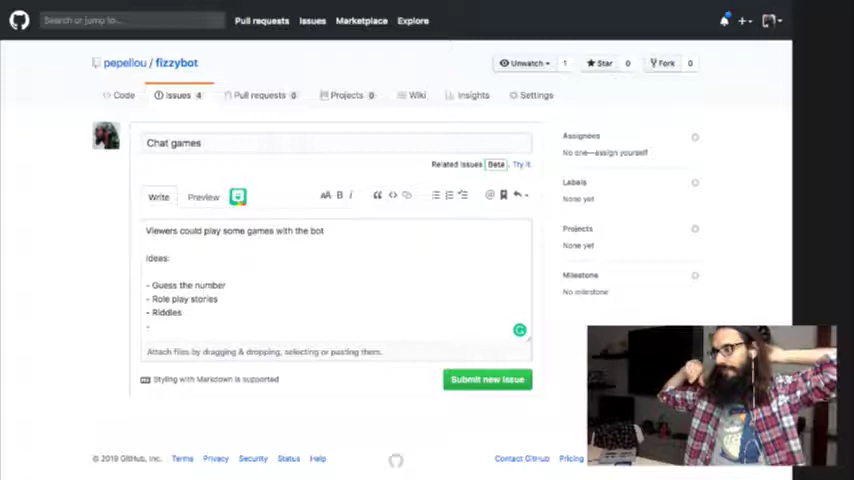 Search or jump to...
Pull requests Issues Marketplace Explore
pepellou / fizzybot
Unwatch 1 Star 0 Fork 0
Code Issues 4 Pull requests 0 Projects 0 Wiki Insights Settings
Chat games
Related Issues Beta Try it
Write Preview
Viewers could play some games with the bot
Ideas:
- Guess the number
- Role play stories
- Riddles
-
Attach files by dragging & dropping, selecting or pasting them.
Styling with Markdown is supported
Submit new issue
Assignees
No one—assign yourself
Labels
None yet
Projects
None yet
Milestone
No milestone
© 2019 GitHub, Inc. Terms Privacy Security Status Help
Contact GitHub Pricing